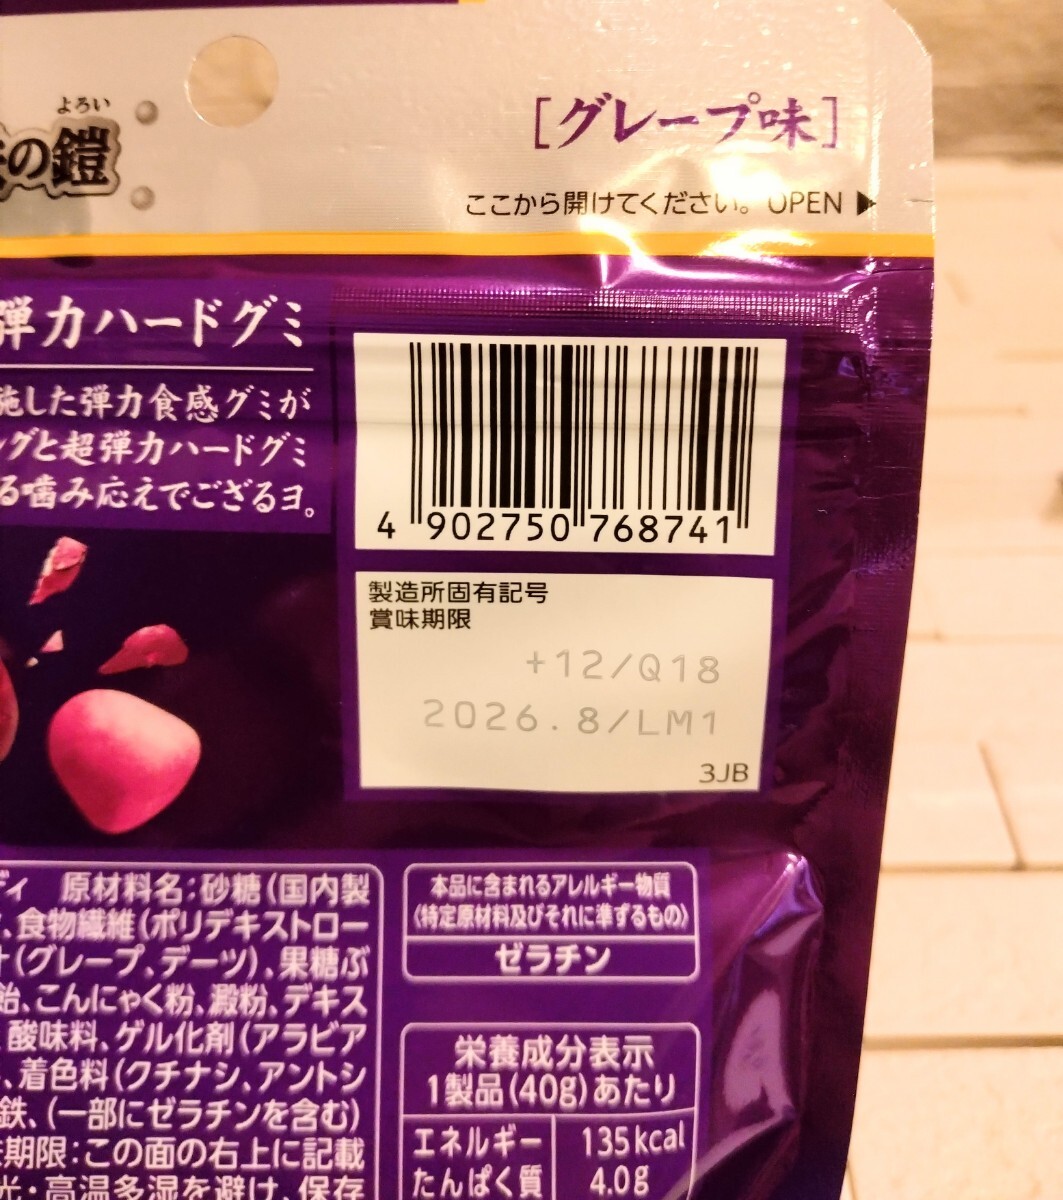 よろい
の鎧
[グレープ味]
ここから開けてください。OPEN ▶
弾力ハードグミ
施した弾力食感グミが
グと超弾力ハードグミ
る噛み応えでござるヨ。
4 902750 768741
製造所固有記号
賞味期限
+12/Q18
2026.8/LM1
3JB
ディ 原材料名:砂糖(国内製
、食物繊維(ポリデキストロー
(グレープ、デーツ)、果糖ぶ
飴、こんにゃく粉、澱粉、デキス
酸味料、ゲル化剤(アラビア
、着色料(クチナシ、アントシ
鉄、(一部にゼラチンを含む)
期限:この面の右上に記載
光・高温多湿を避け、保存
本品に含まれるアレルギー物質
〈特定原材料及びそれに準ずるもの〉
ゼラチン
栄養成分表示
1製品(40g)あたり
エネルギー 135kcal
たんぱく質 4.0g